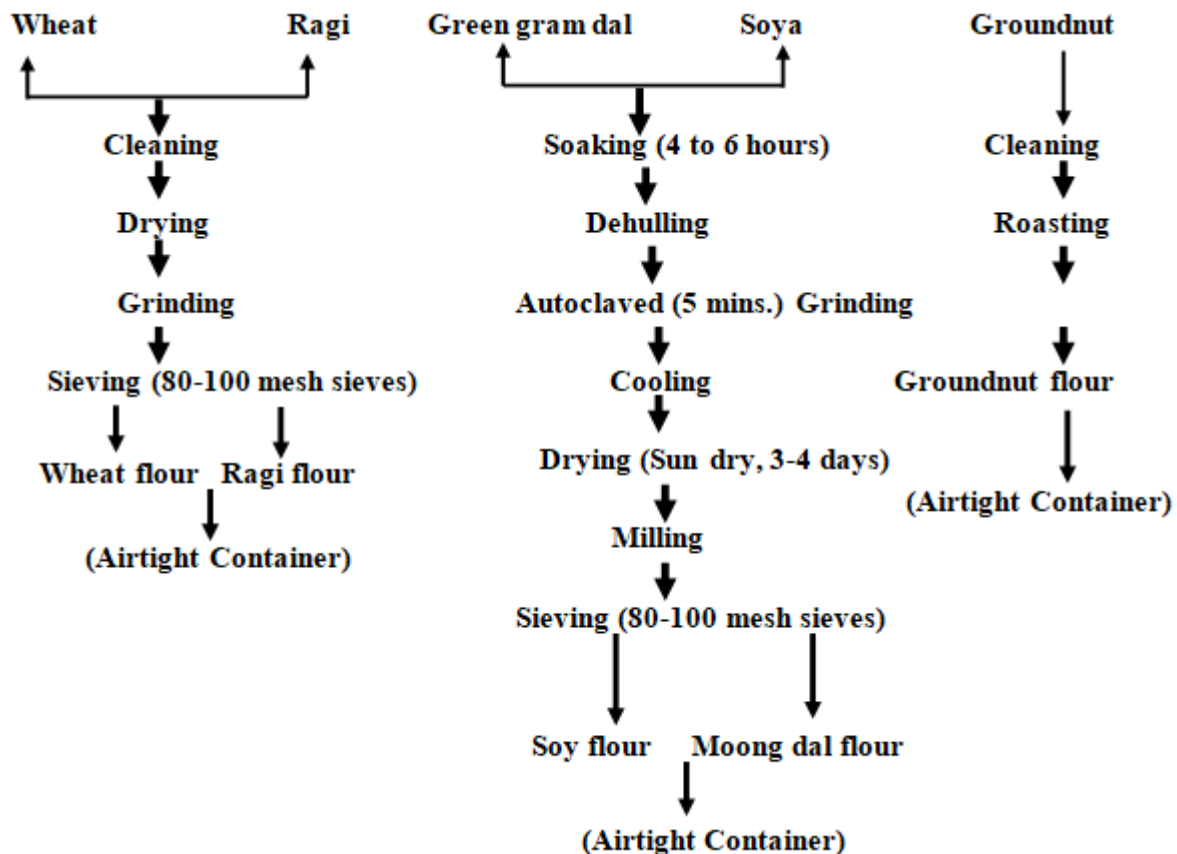 Wheat Ragi Green gram dal Soya Groundnut
Cleaning Soaking (4 to 6 hours) Cleaning
Drying Dehulling Roasting
Grinding Autoclaved (5 mins.) Grinding
Sieving (80-100 mesh sieves) Cooling Groundnut flour
Wheat flour Ragi flour Drying (Sun dry, 3-4 days)
(Airtight Container)
(Airtight Container) Milling
Sieving (80-100 mesh sieves)
Soy flour Moong dal flour
(Airtight Container)